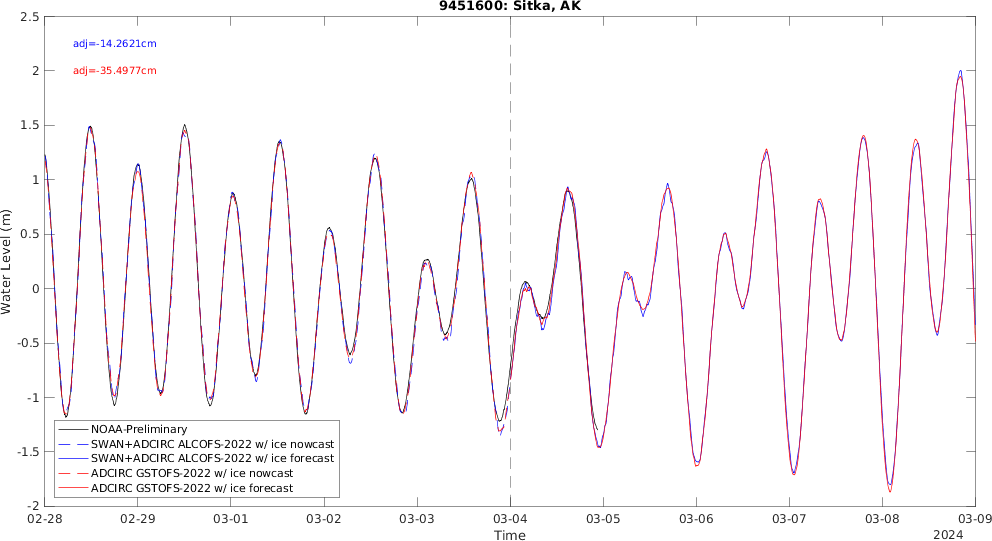 9451600: Sitka, AK
2.5
2
1.5
1
0.5
0
-0.5
-1
-1.5
-2
Water Level (m)
adj=-14.2621cm
adj=-35.4977cm
NOAA-Preliminary
SWAN+ADCIRC ALCOFS-2022 w/ ice nowcast
SWAN+ADCIRC ALCOFS-2022 w/ ice forecast
ADCIRC GSTOFS-2022 w/ ice nowcast
ADCIRC GSTOFS-2022 w/ ice forecast
02-28 02-29 03-01 03-02 03-03 03-04 03-05 03-06 03-07 03-08 03-09
Time
2024